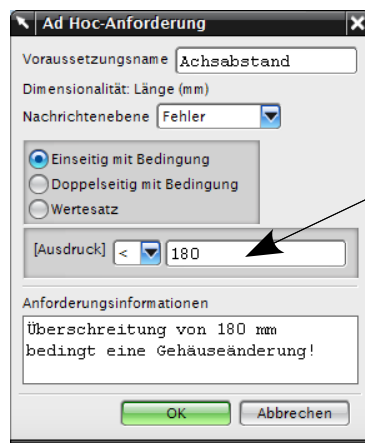 Ad Hoc-Anforderung
Voraussetzungsname Achsabstand
Dimensionalität: Länge (mm)
Nachrichtenebene Fehler
Einseitig mit Bedingung
Doppelseitig mit Bedingung
Wertesatz
[Ausdruck] < 180
Anforderungsinformationen
Überschreitung von 180 mm
bedingt eine Gehäuseänderung!
OK Abbrechen